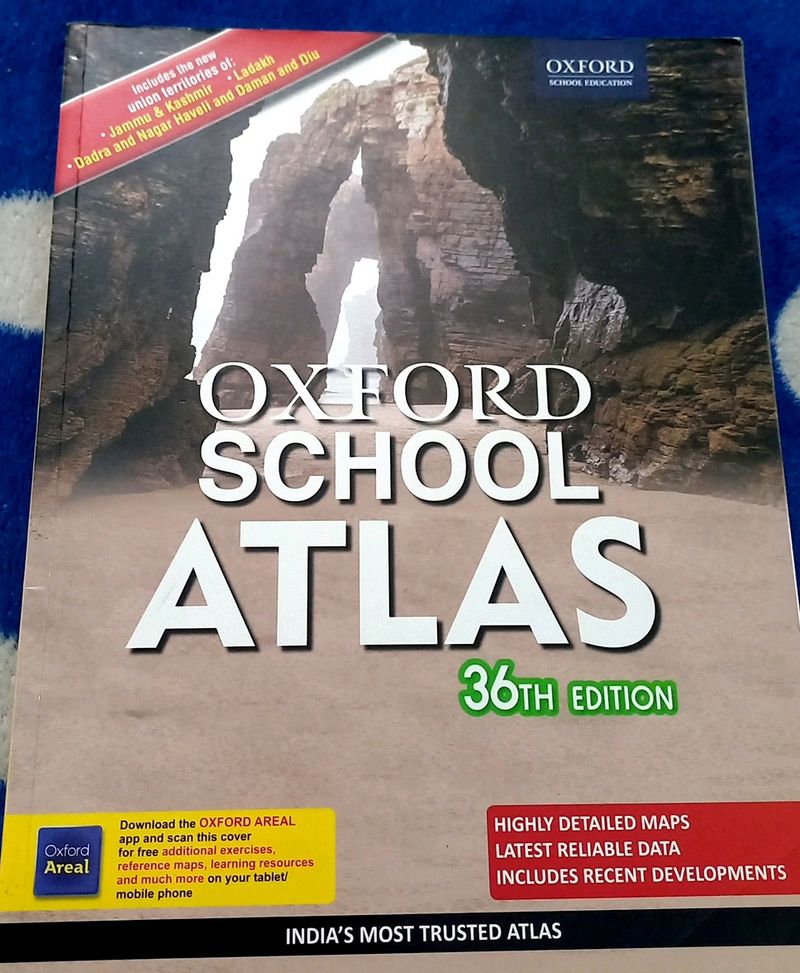 Includes the new
union territories of:
• Jammu & Kashmir • Ladakh
• Dadra and Nagar Haveli and Daman and Diu
OXFORD
SCHOOL EDUCATION
OXFORD
SCHOOL
ATLAS
36TH EDITION
Download the OXFORD AREAL
app and scan this cover
for free additional exercises,
reference maps, learning resources
and much more on your tablet/
mobile phone
Oxford
Areal
HIGHLY DETAILED MAPS
LATEST RELIABLE DATA
INCLUDES RECENT DEVELOPMENTS
INDIA'S MOST TRUSTED ATLAS